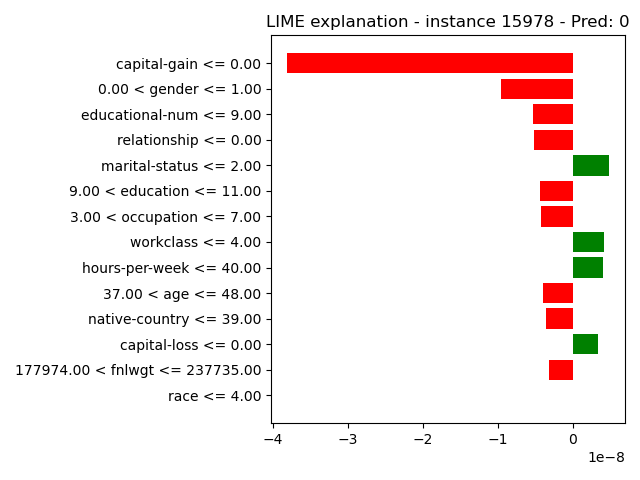 LIME explanation - instance 15978 - Pred: 0
capital-gain <= 0.00
0.00 < gender <= 1.00
educational-num <= 9.00
relationship <= 0.00
marital-status <= 2.00
9.00 < education <= 11.00
3.00 < occupation <= 7.00
workclass <= 4.00
hours-per-week <= 40.00
37.00 < age <= 48.00
native-country <= 39.00
capital-loss <= 0.00
177974.00 < fnlwgt <= 237735.00
race <= 4.00
−4 −3 −2 −1 0
1e−8